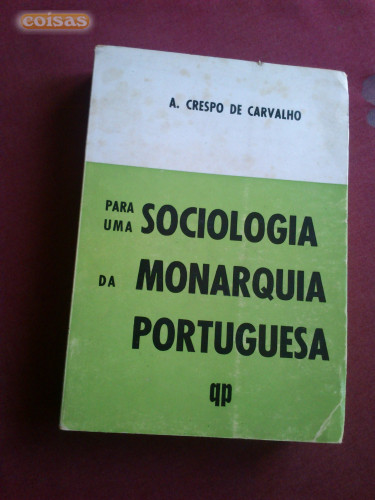 coisas
A. CRESPO DE CARVALHO
PARA UMA SOCIOLOGIA
DA MONARQUIA
PORTUGUESA
qp